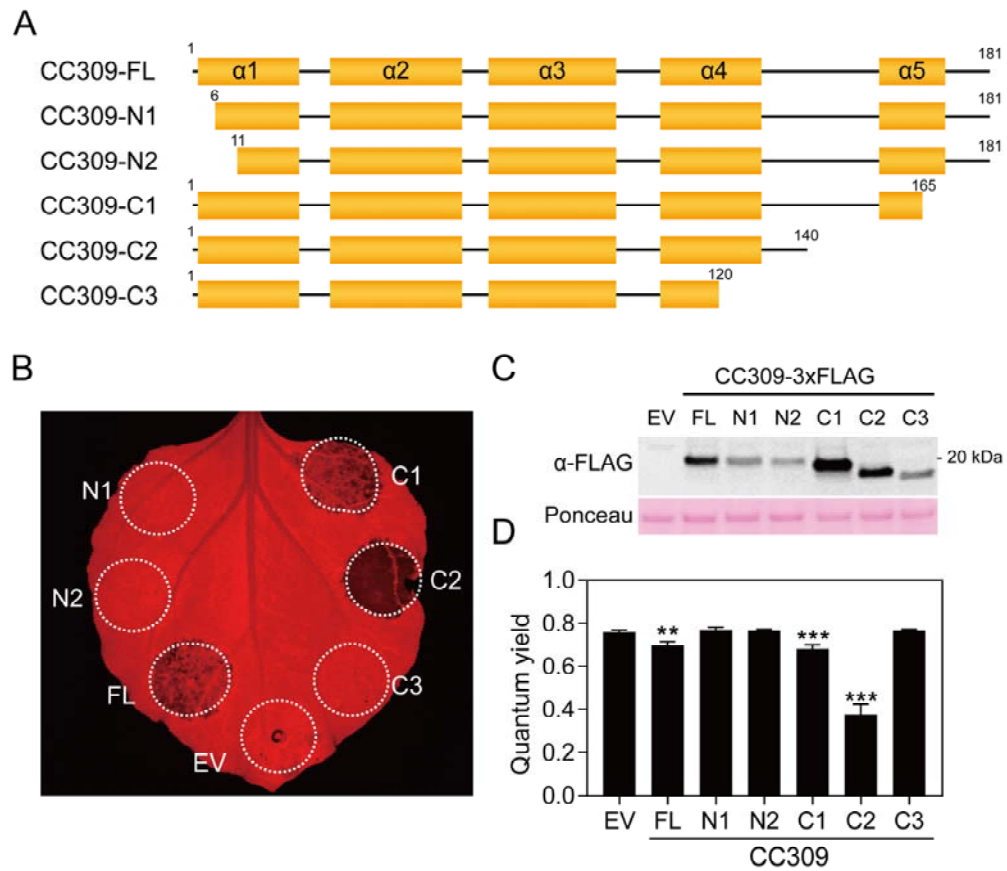 A
1
181
CC309-FL
α1
α2
α3
α4
α5
6
181
CC309-N1
11
181
CC309-N2
1
165
CC309-C1
1
140
CC309-C2
1
120
CC309-C3
B
N1
C1
N2
C2
FL
C3
EV
C
CC309-3xFLAG
EV FL N1 N2 C1 C2 C3
α-FLAG
- 20 kDa
Ponceau
D
Quantum yield
1.0
0.8
0.6
0.4
0.2
0.0
**
***
***
EV FL N1 N2 C1 C2 C3
CC309